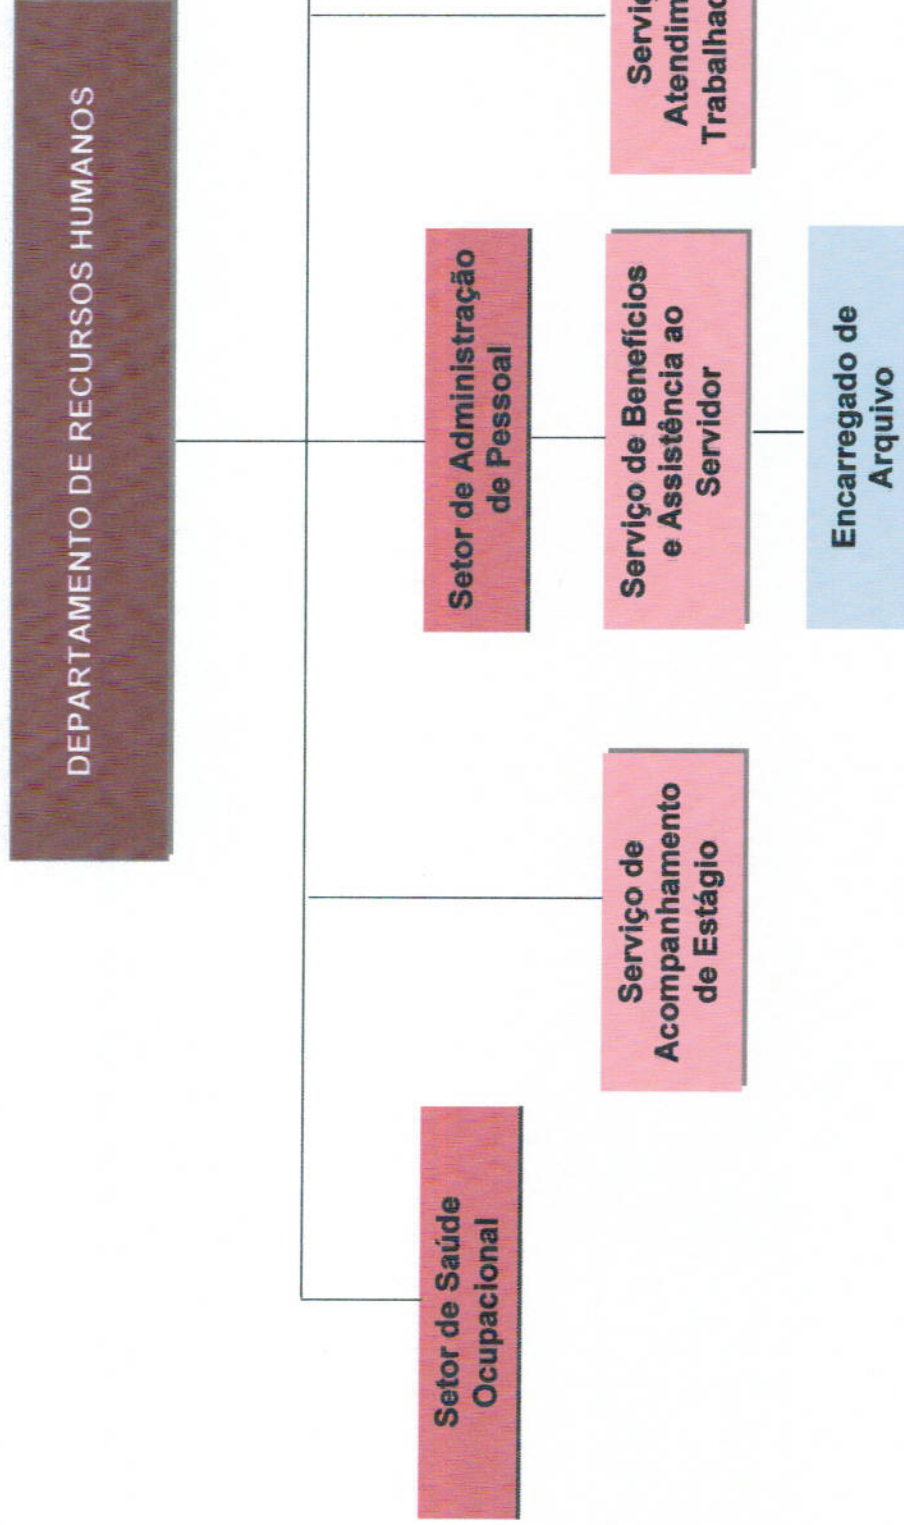 DEPARTAMENTO DE RECURSOS HUMANOS
Setor de Saúde
Ocupacional
Setor de Administração
de Pessoal
Serviço de
Acompanhamento
de Estágio
Serviço de Benefícios
e Assistência ao
Servidor
Encarregado de
Arquivo